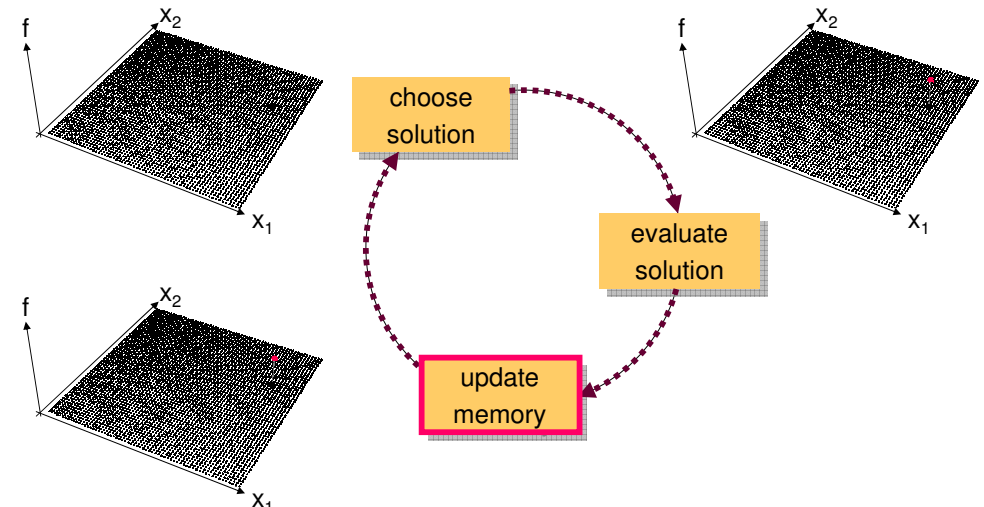 f
x₂
x₁
choose
solution
f
x₂
x₁
evaluate
solution
f
x₂
x₁
update
memory